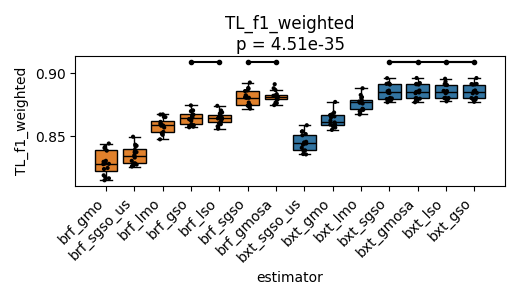 TL_f1_weighted
p = 4.51e-35
TL_f1_weighted
0.90
0.85
brf_gmo
brf_sgso_us
brf_lmo
brf_gso
brf_lso
brf_sgso
brf_gmosa
bxt_sgso_us
bxt_gmo
bxt_lmo
bxt_sgso
bxt_gmosa
bxt_lso
bxt_gso
estimator